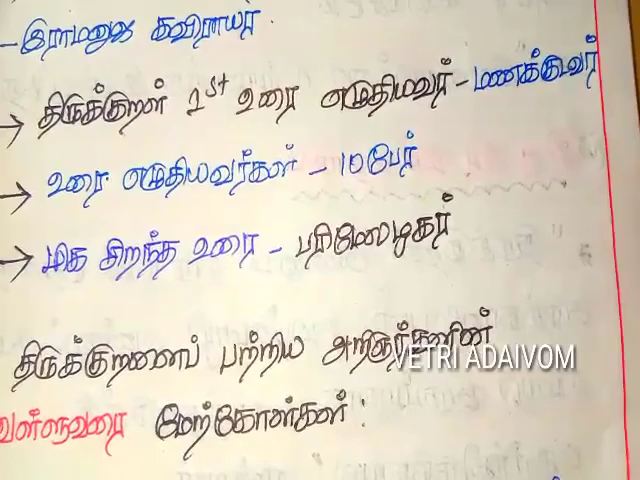 - இராமனுஜ கவிராயர்
→ திருக்குறள் 1st உரை எழுதியவர் - மணக்குடவர்
→ உரை எழுதியவர்கள் - 10 பேர்
→ மிக சிறந்த உரை - பரிமேலழகர்
திருக்குறளைப் பற்றிய அறிஞர்களின்
VETRI ADAIVOM
வள்ளுவரை மேற்கோள்கள் :